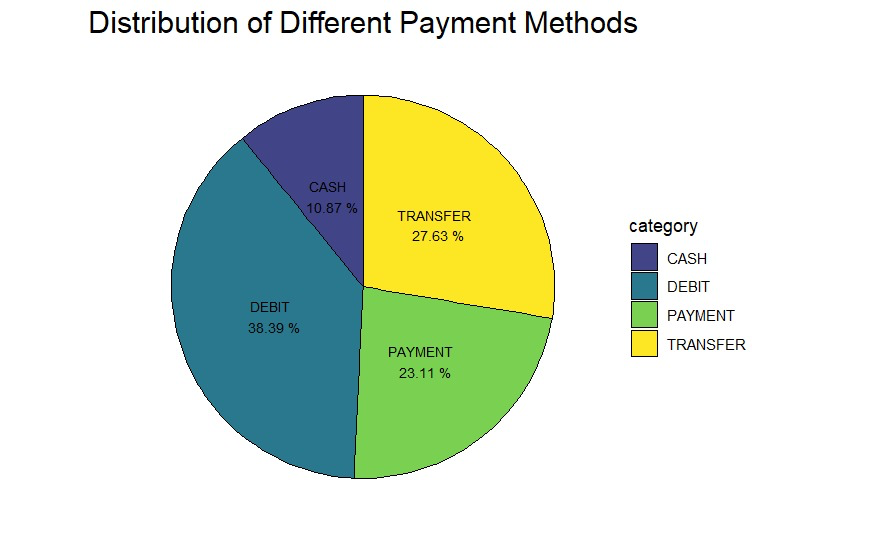 Distribution of Different Payment Methods
CASH
10.87 %
TRANSFER
27.63 %
DEBIT
38.39 %
PAYMENT
23.11 %
category
CASH
DEBIT
PAYMENT
TRANSFER